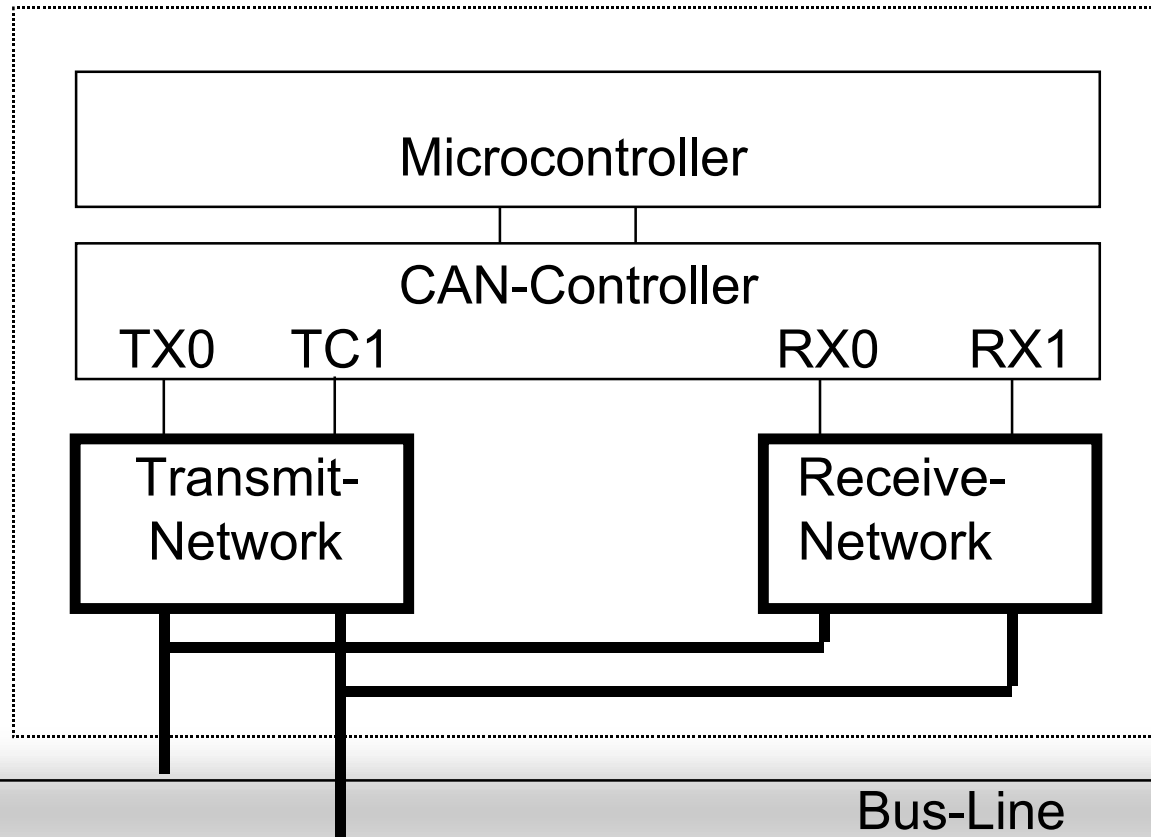 Microcontroller
CAN-Controller
TX0 TC1 RX0 RX1
Transmit-
Network
Receive-
Network
Bus-Line